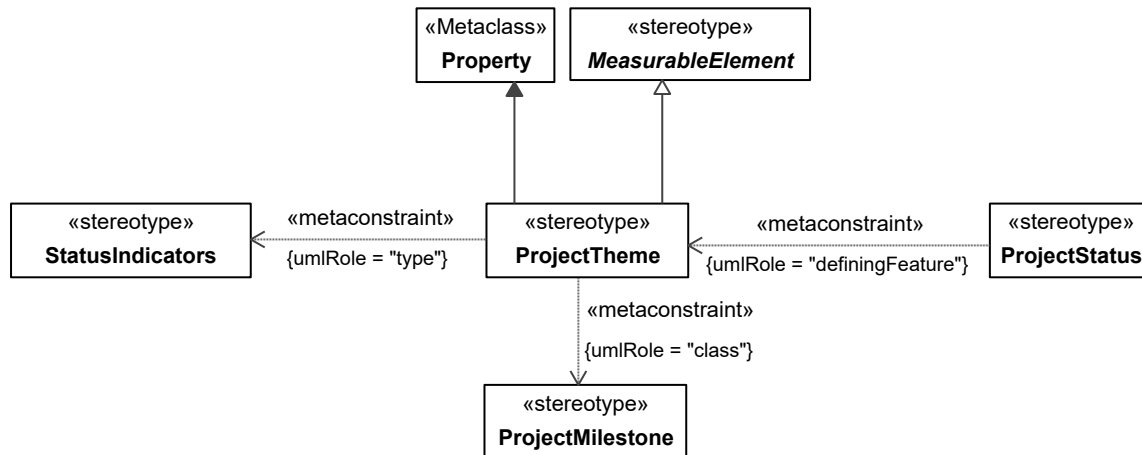 «Metaclass»
Property
«stereotype»
MeasurableElement
«stereotype»
StatusIndicators
«metaconstraint»
{umlRole = "type"}
«stereotype»
ProjectTheme
«metaconstraint»
{umlRole = "definingFeature"}
«stereotype»
ProjectStatus
«metaconstraint»
{umlRole = "class"}
«stereotype»
ProjectMilestone